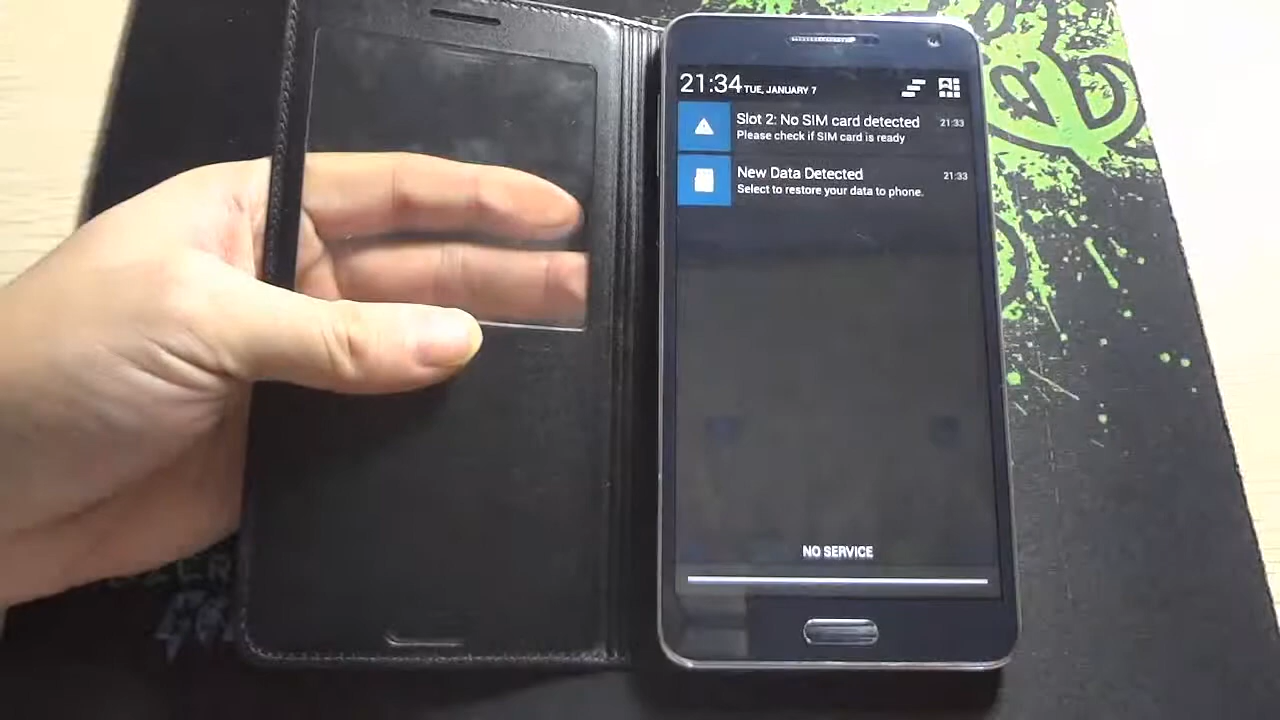 21:34 TUE, JANUARY 7
Slot 2: No SIM card detected 21:33
Please check if SIM card is ready
New Data Detected 21:33
Select to restore your data to phone.
NO SERVICE